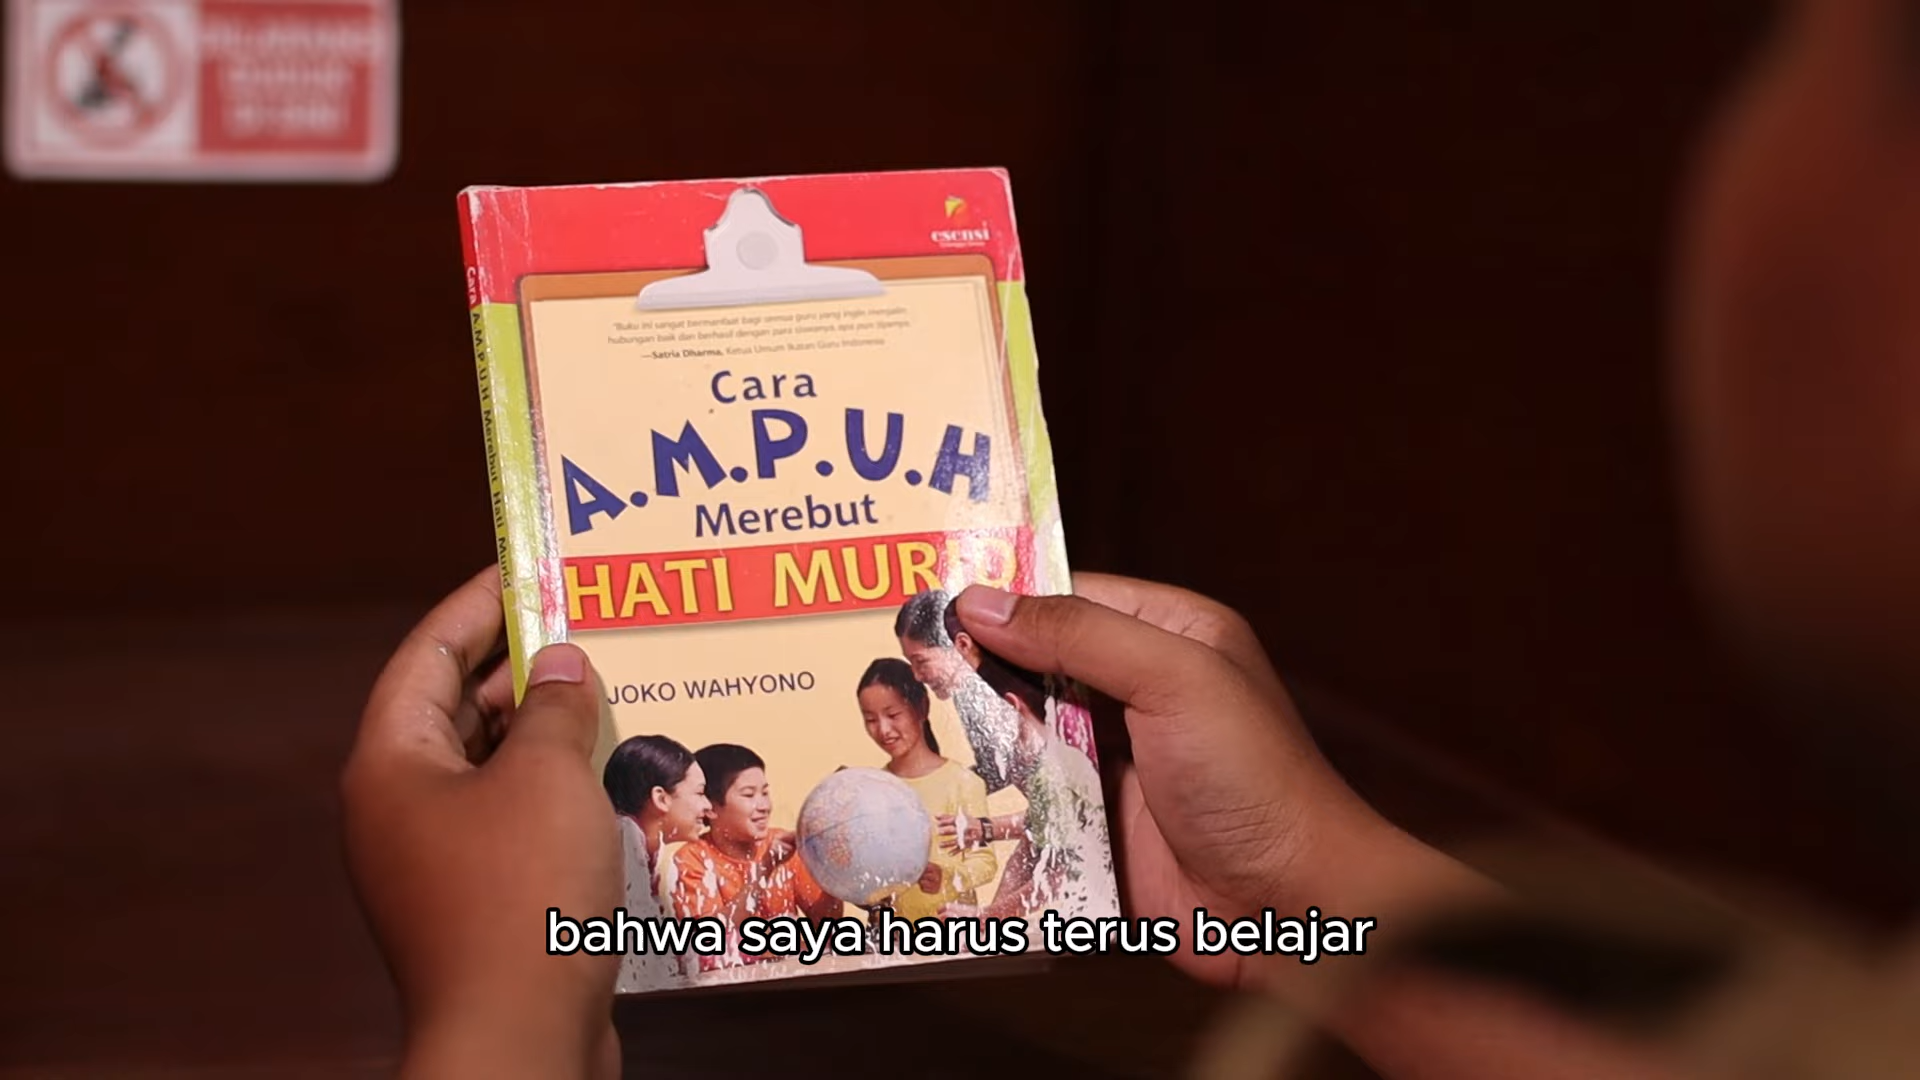 esensi
"Buku ini sangat bermanfaat bagi semua guru yang ingin menjalin
hubungan baik dan berhasil dengan para siswanya, apa pun tipenya.
—Satria Dharma, Ketua Umum Ikatan Guru Indonesia
Cara
A.M.P.U.H
Merebut
HATI MURID
JOKO WAHYONO
Cara A.M.P.U.H Merebut Hati Murid
bahwa saya harus terus belajar